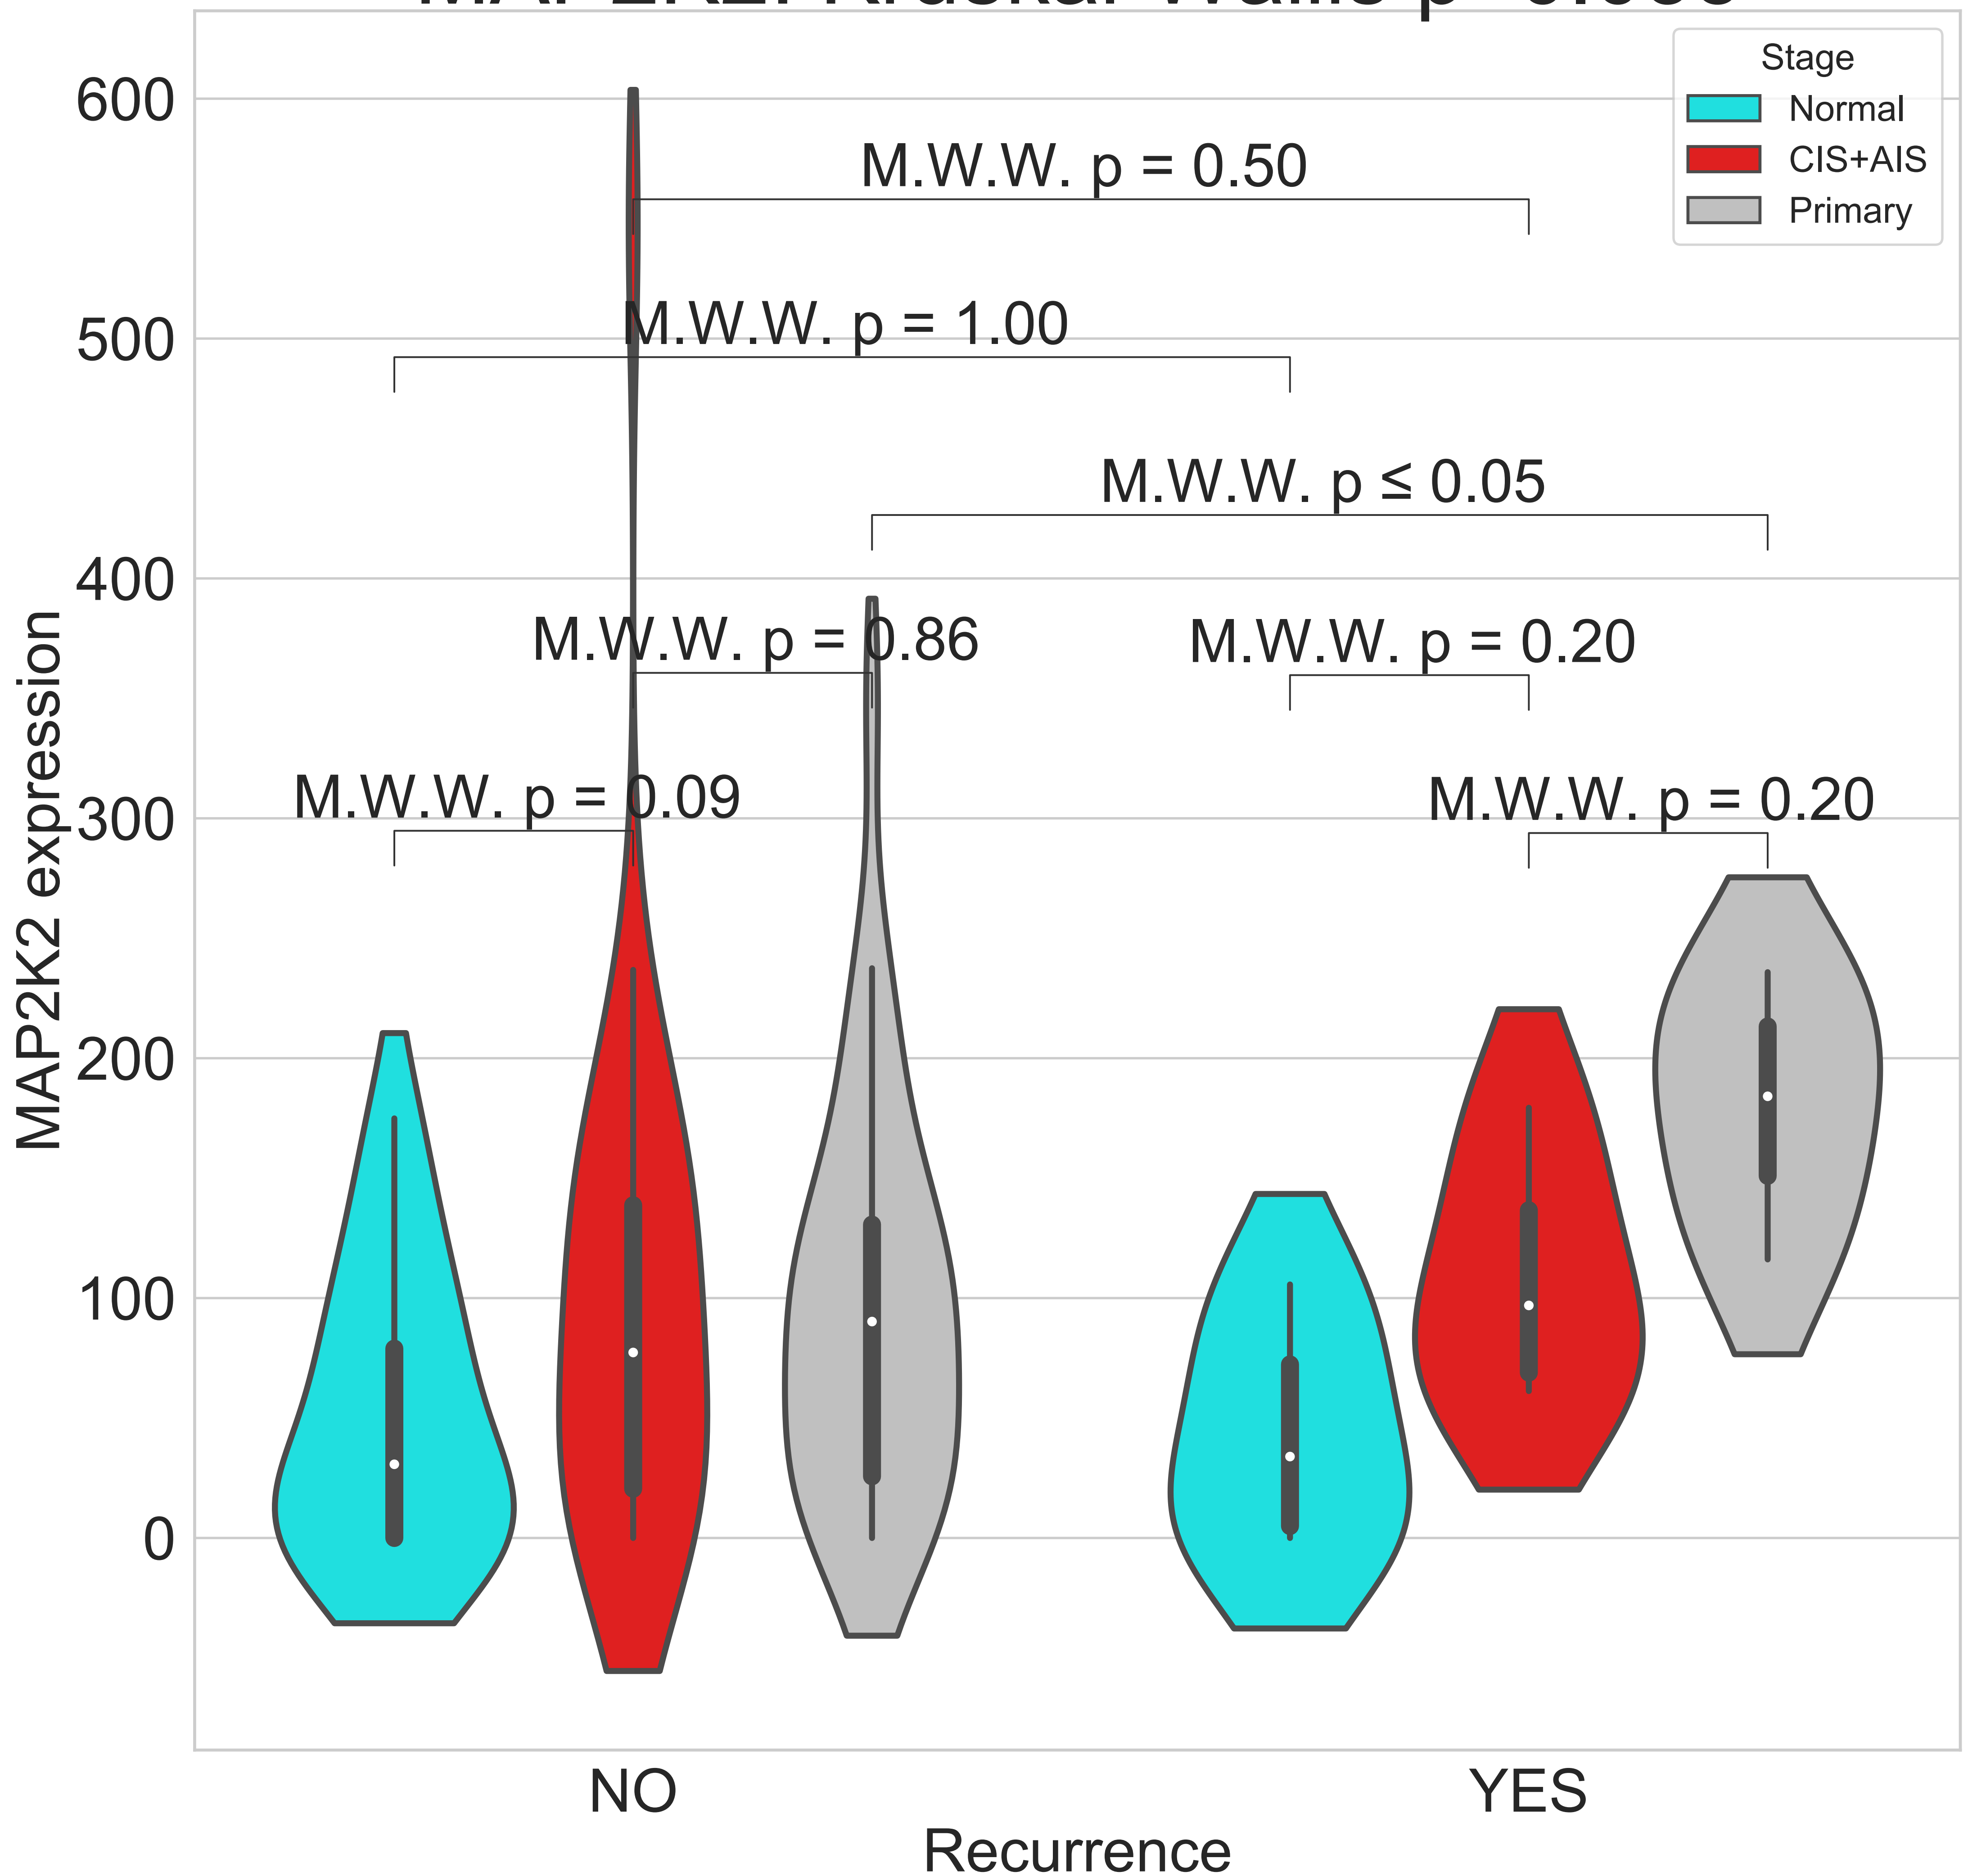 Stage
Normal
CIS+AIS
Primary
600
500
400
300
200
100
0
MAP2K2 expression
M.W.W. p = 0.50
M.W.W. p = 1.00
M.W.W. p ≤ 0.05
M.W.W. p = 0.86
M.W.W. p = 0.20
M.W.W. p = 0.09
M.W.W. p = 0.20
NO
YES
Recurrence